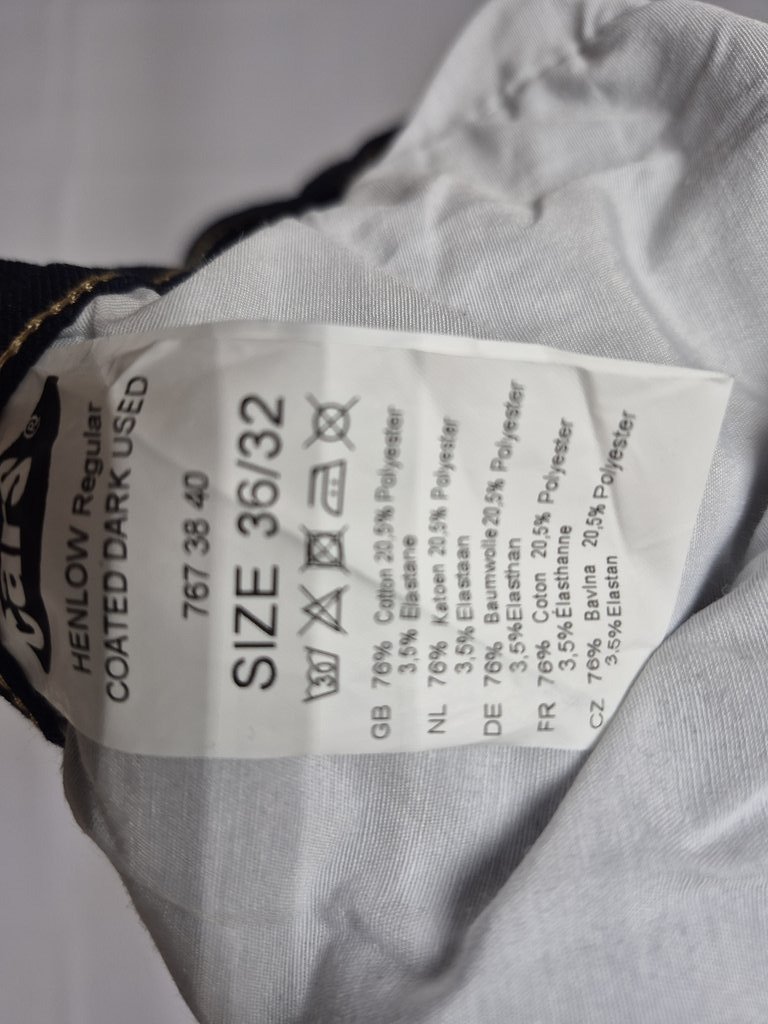 cars®
HENLOW Regular
COATED DARK USED
767 38 40
SIZE 36/32
30
GB 76% Cotton 20,5% Polyester
3,5% Elastane
NL 76% Katoen 20,5% Polyester
3,5% Elastaan
DE 76% Baumwolle 20,5% Polyester
3,5% Elasthan
FR 76% Coton 20,5% Polyester
3,5% Élasthanne
CZ 76% Bavlna 20,5% Polyester
3,5% Elastan